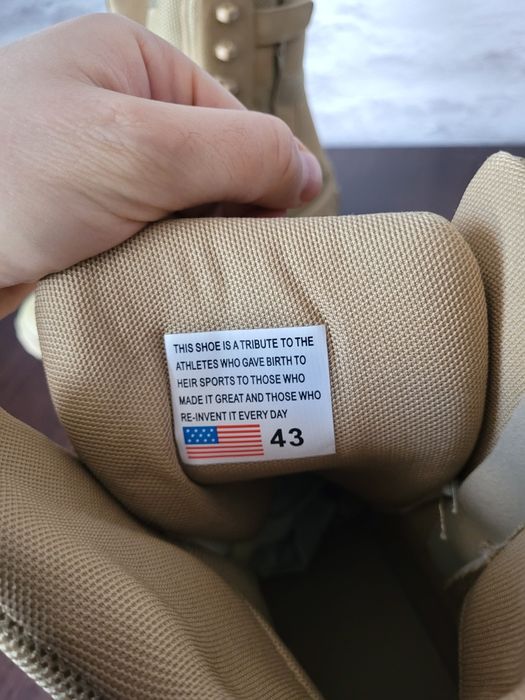 THIS SHOE IS A TRIBUTE TO THE
ATHLETES WHO GAVE BIRTH TO
HEIR SPORTS TO THOSE WHO
MADE IT GREAT AND THOSE WHO
RE-INVENT IT EVERY DAY
43